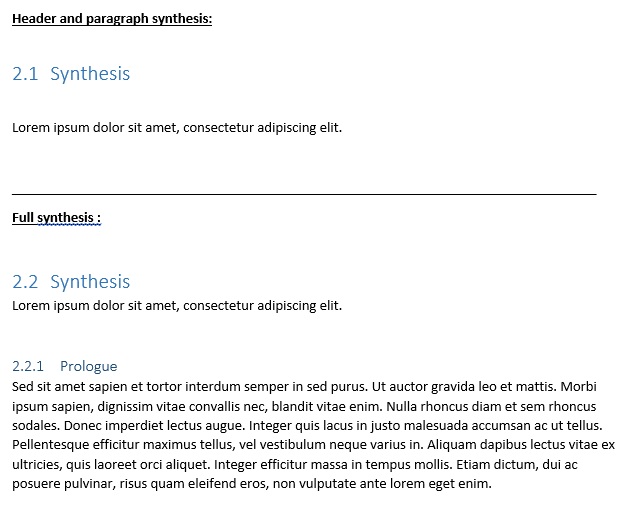 Header and paragraph synthesis:
2.1 Synthesis
Lorem ipsum dolor sit amet, consectetur adipiscing elit.
Full synthesis :
2.2 Synthesis
Lorem ipsum dolor sit amet, consectetur adipiscing elit.
2.2.1 Prologue
Sed sit amet sapien et tortor interdum semper in sed purus. Ut auctor gravida leo et mattis. Morbi
ipsum sapien, dignissim vitae convallis nec, blandit vitae enim. Nulla rhoncus diam et sem rhoncus
sodales. Donec imperdiet lectus augue. Integer quis lacus in justo malesuada accumsan ac ut tellus.
Pellentesque efficitur maximus tellus, vel vestibulum neque varius in. Aliquam dapibus lectus vitae ex
ultricies, quis laoreet orci aliquet. Integer efficitur massa in tempus mollis. Etiam dictum, dui ac
posuere pulvinar, risus quam eleifend eros, non vulputate ante lorem eget enim.